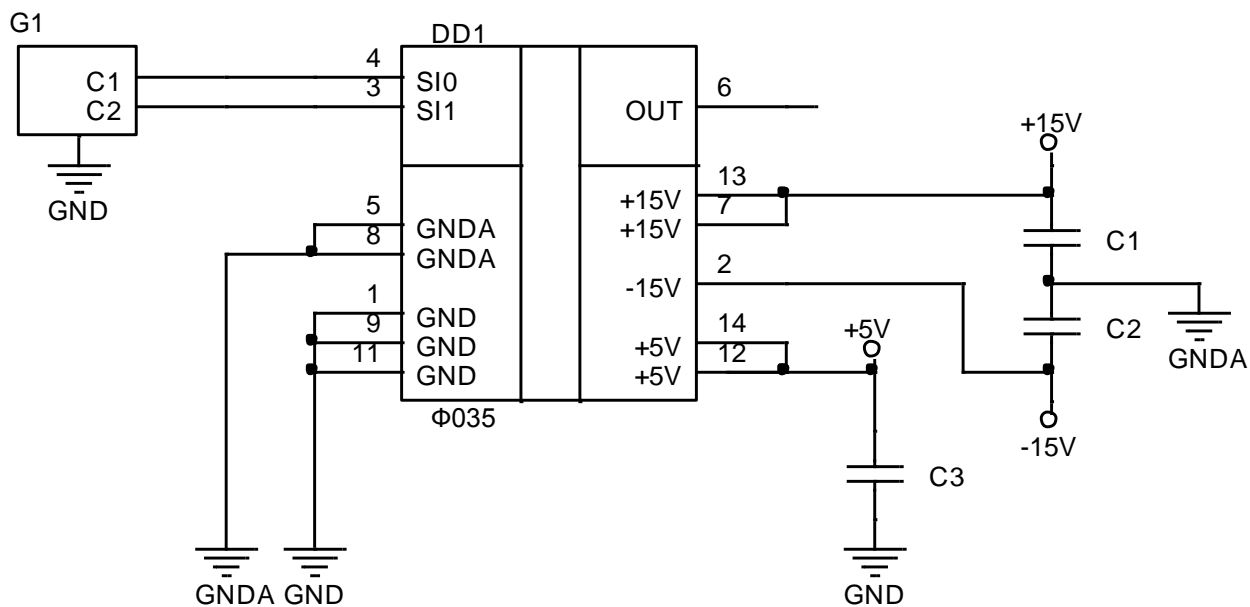 G1
DD1
C1
C2
4
3
SI0
SI1
OUT
6
GND
+15V
5
8
GNDA
GNDA
+15V
+15V
13
7
C1
1
9
11
GND
GND
GND
-15V
2
+5V
+5V
14
12
+5V
C2
GNDA
Ф035
-15V
C3
GNDA GND
GND